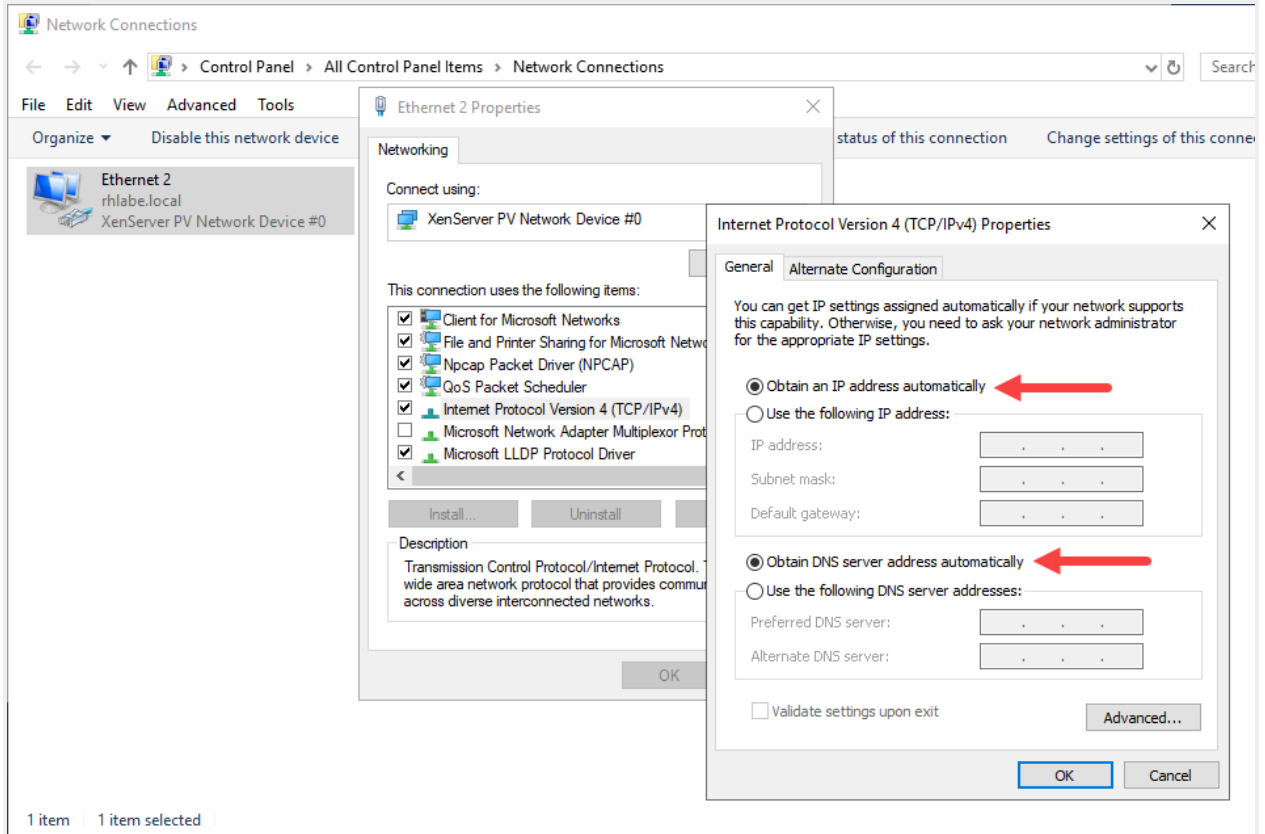 Network Connections
Control Panel > All Control Panel Items > Network Connections
Search
File Edit View Advanced Tools
Organize Disable this network device
status of this connection Change settings of this conne
Ethernet 2
rhlabe.local
XenServer PV Network Device #0
1 item 1 item selected
Ethernet 2 Properties
Networking
Connect using:
XenServer PV Network Device #0
This connection uses the following items:
Client for Microsoft Networks
File and Printer Sharing for Microsoft Netwo
Npcap Packet Driver (NPCAP)
QoS Packet Scheduler
Internet Protocol Version 4 (TCP/IPv4)
Microsoft Network Adapter Multiplexor Prot
Microsoft LLDP Protocol Driver
Install... Uninstall
Description
Transmission Control Protocol/Internet Protocol. T
wide area network protocol that provides commun
across diverse interconnected networks.
OK
Internet Protocol Version 4 (TCP/IPv4) Properties
General Alternate Configuration
You can get IP settings assigned automatically if your network supports
this capability. Otherwise, you need to ask your network administrator
for the appropriate IP settings.
Obtain an IP address automatically
Use the following IP address:
IP address:
Subnet mask:
Default gateway:
Obtain DNS server address automatically
Use the following DNS server addresses:
Preferred DNS server:
Alternate DNS server:
Validate settings upon exit
Advanced...
OK Cancel